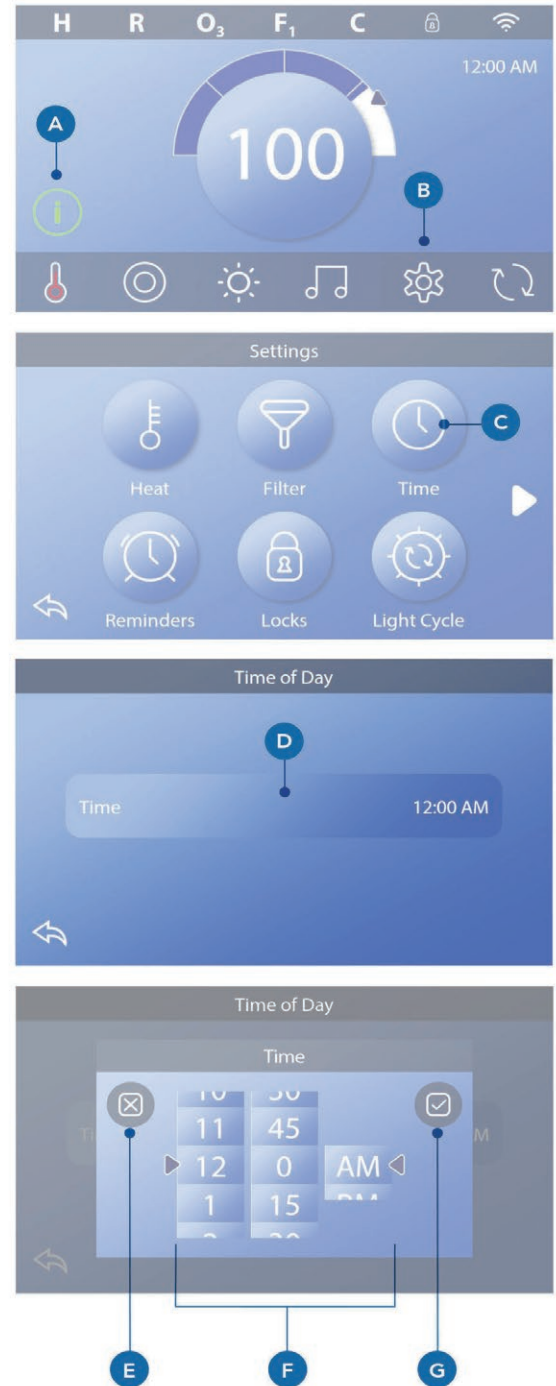 H R O₃ F₁ C
12:00 AM
A
100
i
B
Settings
C
Heat Filter Time
Reminders Locks Light Cycle
Time of Day
D
Time 12:00 AM
Time of Day
Time
11 45
12 0 AM
1 15
E F G